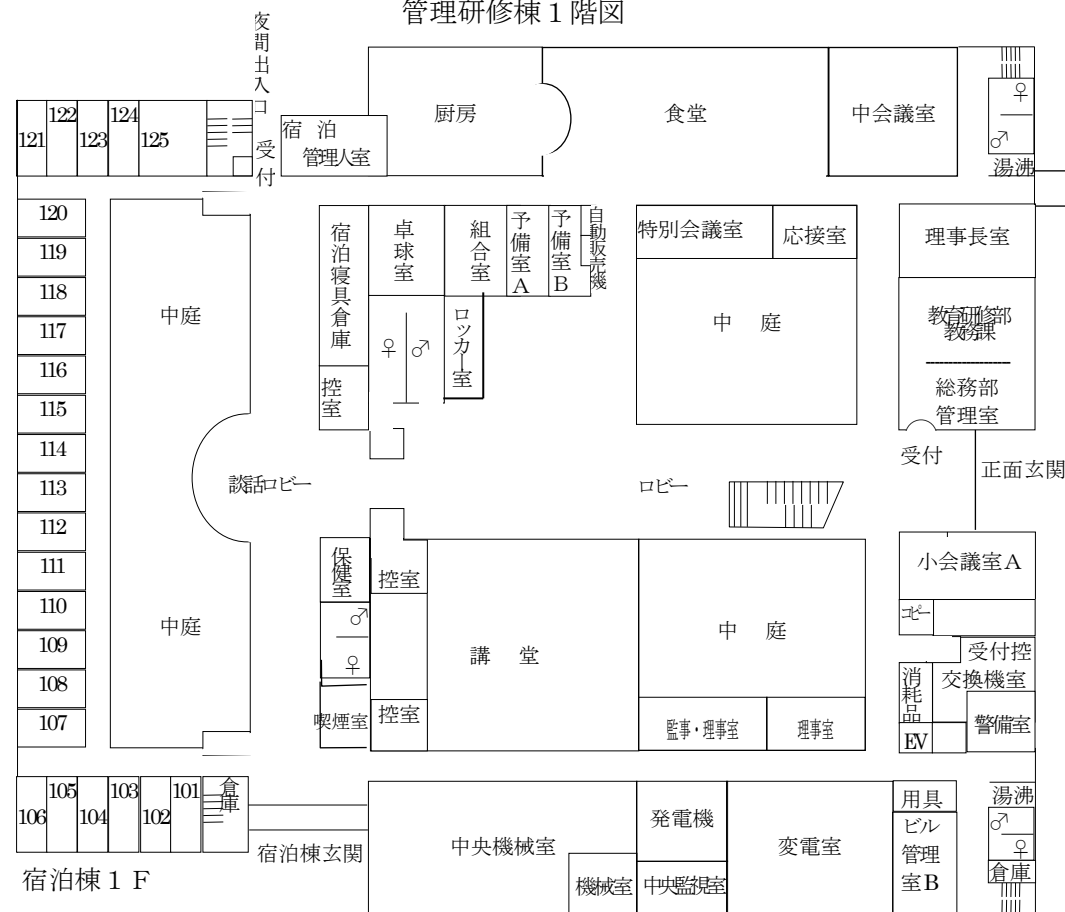 管理研修棟１階図
夜間出入口
受付
121
122
123
124
125
宿 泊
管理人室
厨房
食堂
中会議室
♀
♂
湯沸
120
119
118
117
116
115
114
113
112
111
110
109
108
107
中庭
中庭
宿泊寝具倉庫
控室
卓球室
組合室
予備室A
予備室B
自動販売機
♀
♂
ロッカー室
特別会議室
応接室
中 庭
理事長室
教育研修部
教務課
総務部
管理室
受付
正面玄関
談話ロビー
ロビー
保健室
♂
♀
喫煙室
控室
控室
講 堂
中 庭
監事・理事室
理事室
小会議室A
コピー
受付控
交換機室
消耗品
EV
警備室
106
105
104
103
102
101
倉庫
宿泊棟玄関
宿泊棟１F
中央機械室
機械室
発電機
中央監視室
変電室
用具
ビル
管理
室B
湯沸
♂
♀
倉庫